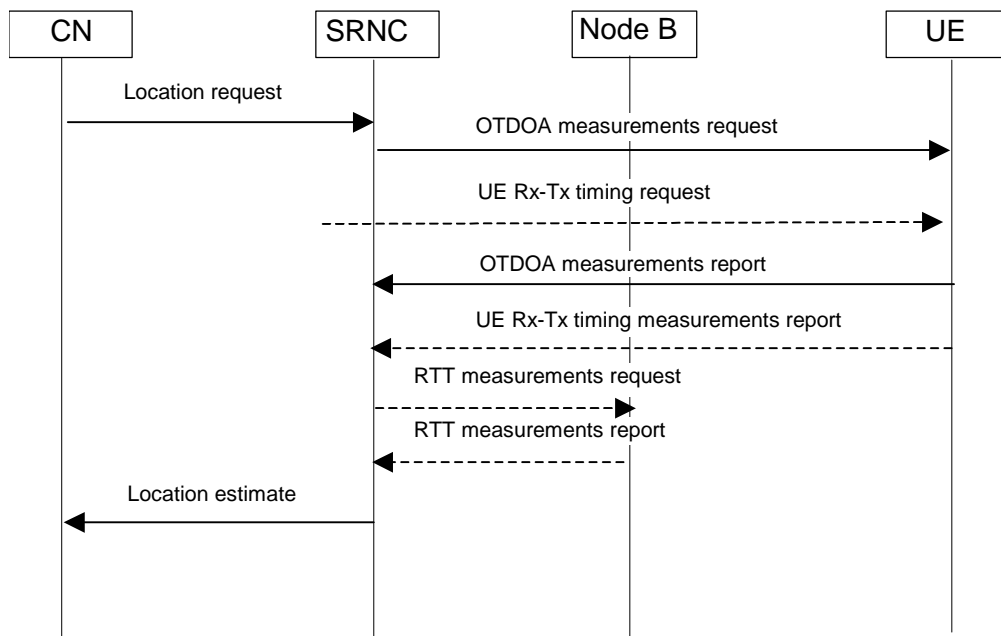 CN
SRNC
Node B
UE
Location request
OTDOA measurements request
UE Rx-Tx timing request
OTDOA measurements report
UE Rx-Tx timing measurements report
RTT measurements request
RTT measurements report
Location estimate